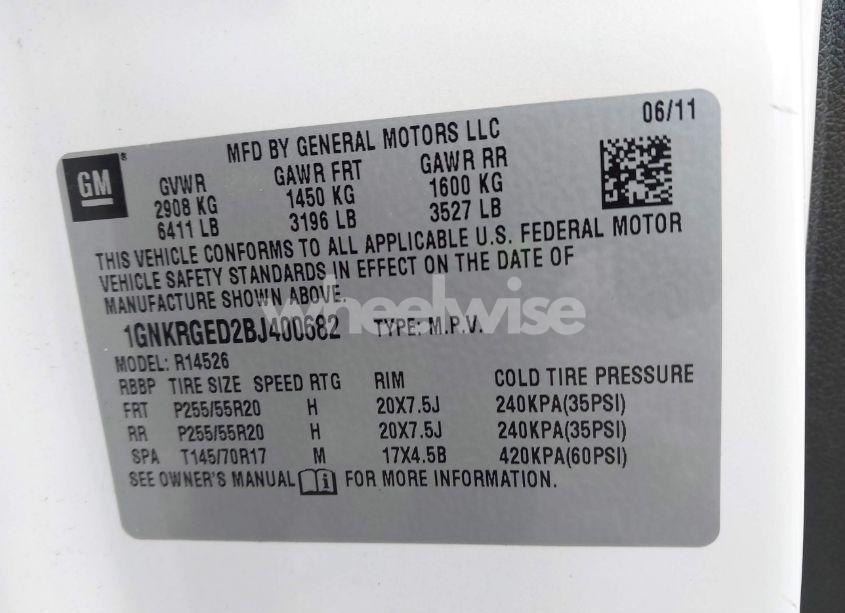 06/11
MFD BY GENERAL MOTORS LLC
GM
GVWR GAWR FRT GAWR RR
2908 KG 1450 KG 1600 KG
6411 LB 3196 LB 3527 LB
THIS VEHICLE CONFORMS TO ALL APPLICABLE U.S. FEDERAL MOTOR
VEHICLE SAFETY STANDARDS IN EFFECT ON THE DATE OF
MANUFACTURE SHOWN ABOVE.
wheelwise
1GNKRGED2BJ400682 TYPE: M.P.V.
MODEL: R14526
RBBP TIRE SIZE SPEED RTG RIM COLD TIRE PRESSURE
FRT P255/55R20 H 20X7.5J 240KPA(35PSI)
RR P255/55R20 H 20X7.5J 240KPA(35PSI)
SPA T145/70R17 M 17X4.5B 420KPA(60PSI)
SEE OWNER'S MANUAL FOR MORE INFORMATION.